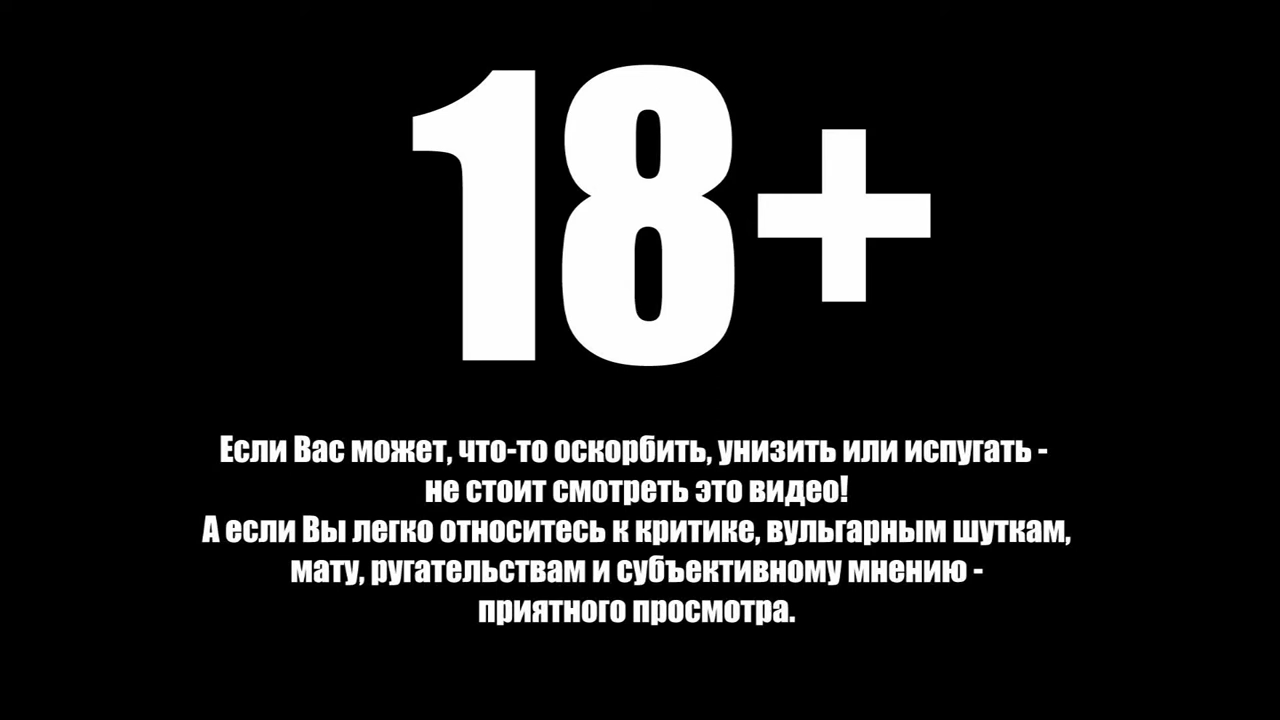 18+
Если Вас может, что-то оскорбить, унизить или испугать -
не стоит смотреть это видео!
А если Вы легко относитесь к критике, вульгарным шуткам,
мату, ругательствам и субъективному мнению -
приятного просмотра.